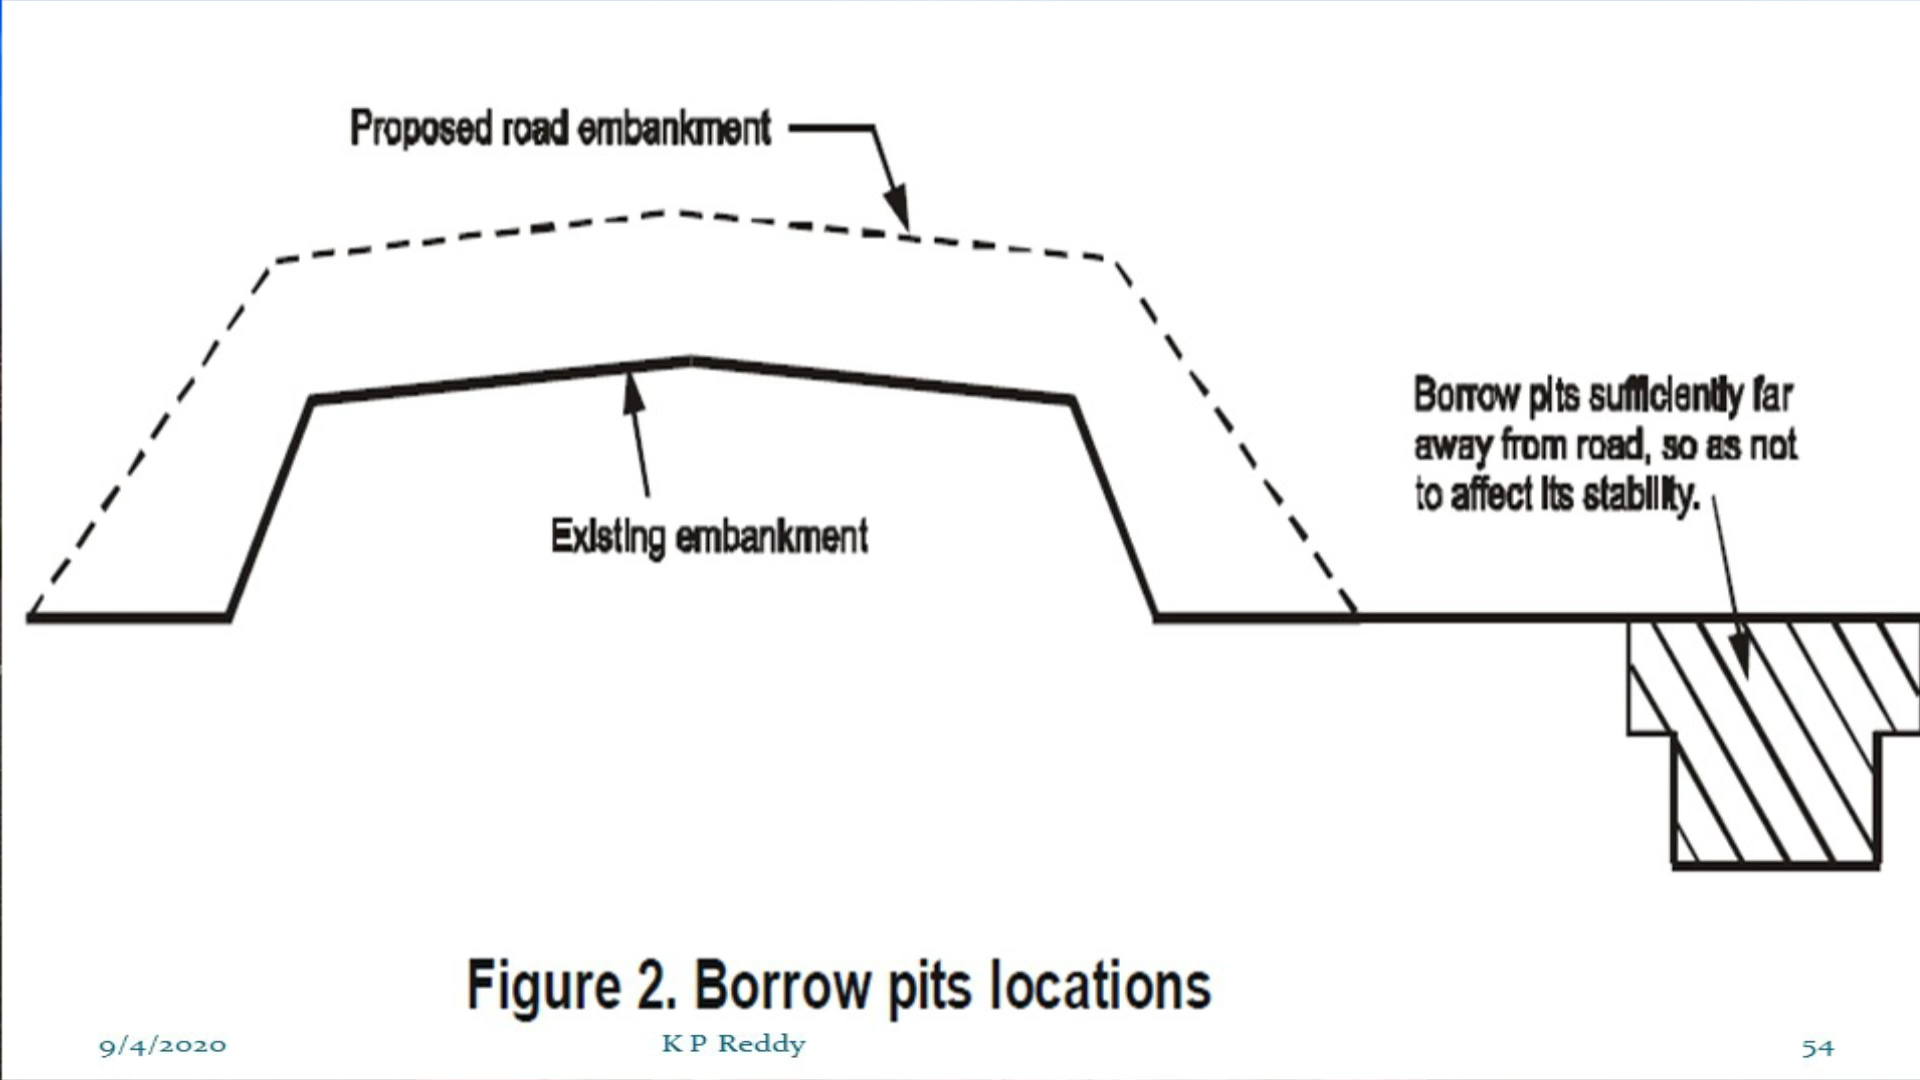 Proposed road embankment
Borrow pits sufficiently far
away from road, so as not
to affect its stability.
Existing embankment
Figure 2. Borrow pits locations
9/4/2020
K P Reddy
54